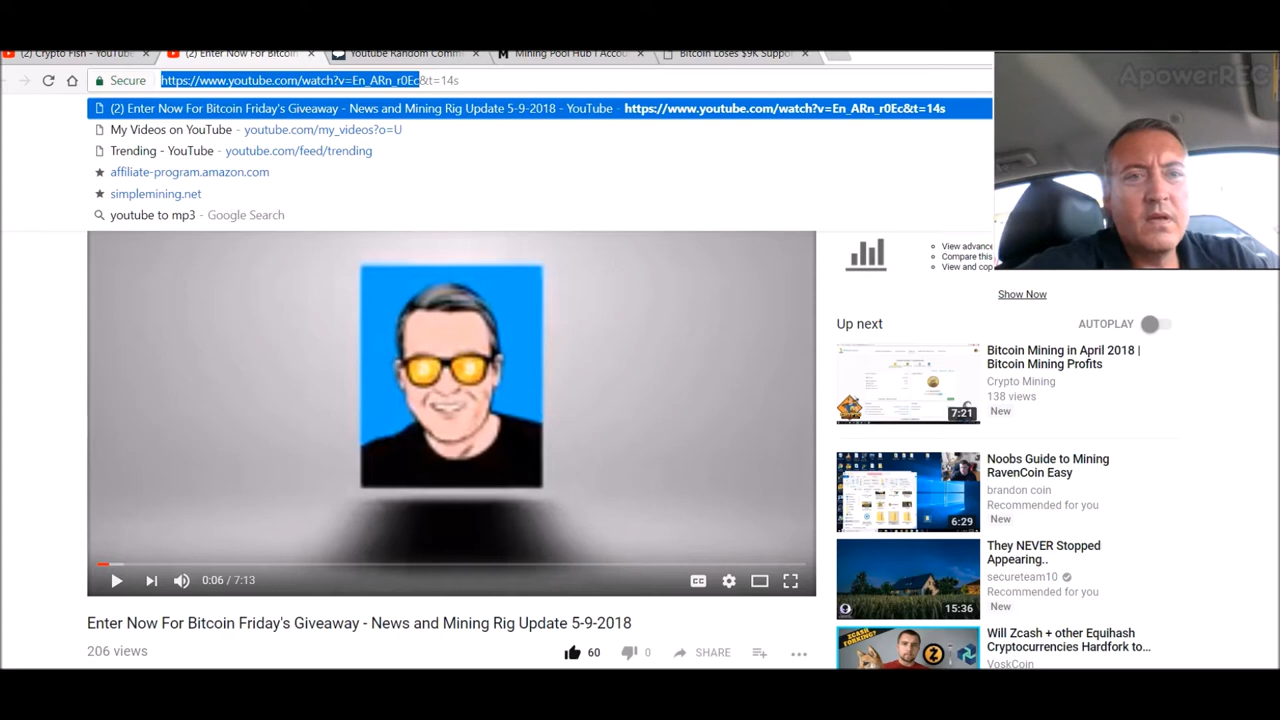 (2) Crypto Fish - YouTube
(2) Enter Now For Bitcoin
Youtube Random Comm
Mining Pool Hub | Accou
Bitcoin Loses $9K Suppo
Secure
https://www.youtube.com/watch?v=En_ARn_r0Ec&t=14s
(2) Enter Now For Bitcoin Friday's Giveaway - News and Mining Rig Update 5-9-2018 - YouTube - https://www.youtube.com/watch?v=En_ARn_r0Ec&t=14s
My Videos on YouTube - youtube.com/my_videos?o=U
Trending - YouTube - youtube.com/feed/trending
affiliate-program.amazon.com
simplemining.net
youtube to mp3 - Google Search
ApowerREC
View advanc
Compare this
View and cop
Show Now
Up next
AUTOPLAY
Bitcoin Mining in April 2018 |
Bitcoin Mining Profits
Crypto Mining
138 views
New
7:21
Noobs Guide to Mining
RavenCoin Easy
brandon coin
Recommended for you
New
6:29
They NEVER Stopped
Appearing..
secureteam10
Recommended for you
New
15:36
ZCASH
FORKING?
Will Zcash + other Equihash
Cryptocurrencies Hardfork to...
VoskCoin
0:06 / 7:13
CC
Enter Now For Bitcoin Friday's Giveaway - News and Mining Rig Update 5-9-2018
206 views
60
0
SHARE